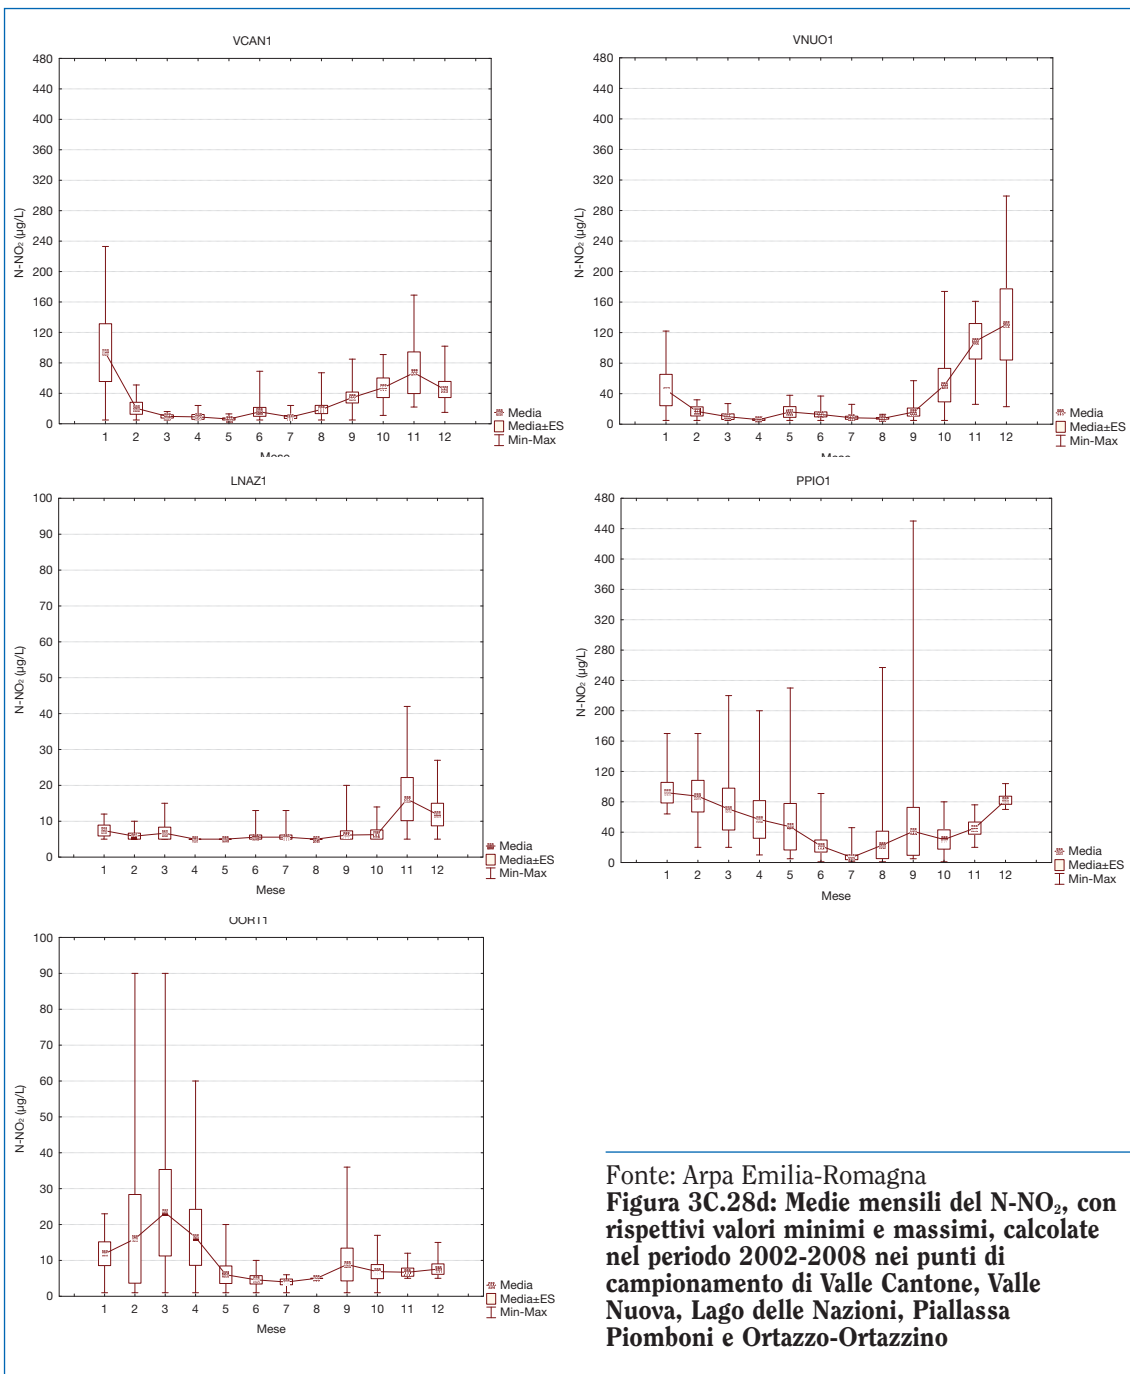 VCAN1
480
440
400
360
320
280
240
200
160
120
80
40
0
N-NO₂ (µg/L)
1 2 3 4 5 6 7 8 9 10 11 12
Mese
Media
Media±ES
Min-Max
VNUO1
480
440
400
360
320
280
240
200
160
120
80
40
0
N-NO₂ (µg/L)
1 2 3 4 5 6 7 8 9 10 11 12
Mese
Media
Media±ES
Min-Max
LNAZ1
100
90
80
70
60
50
40
30
20
10
0
N-NO₂ (µg/L)
1 2 3 4 5 6 7 8 9 10 11 12
Mese
Media
Media±ES
Min-Max
PPIO1
480
440
400
360
320
280
240
200
160
120
80
40
0
N-NO₂ (µg/L)
1 2 3 4 5 6 7 8 9 10 11 12
Mese
Media
Media±ES
Min-Max
OORT1
100
90
80
70
60
50
40
30
20
10
0
N-NO₂ (µg/L)
1 2 3 4 5 6 7 8 9 10 11 12
Mese
Media
Media±ES
Min-Max
Fonte: Arpa Emilia-Romagna
Figura 3C.28d: Medie mensili del N-NO₂, con
rispettivi valori minimi e massimi, calcolate
nel periodo 2002-2008 nei punti di
campionamento di Valle Cantone, Valle
Nuova, Lago delle Nazioni, Piallassa
Piomboni e Ortazzo-Ortazzino